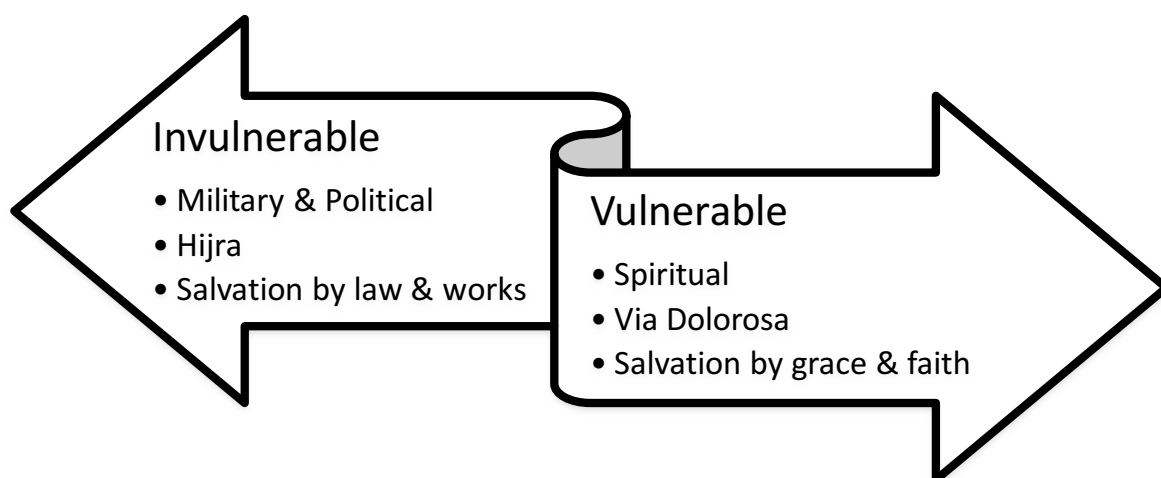 Invulnerable
• Military & Political
• Hijra
• Salvation by law & works
Vulnerable
• Spiritual
• Via Dolorosa
• Salvation by grace & faith